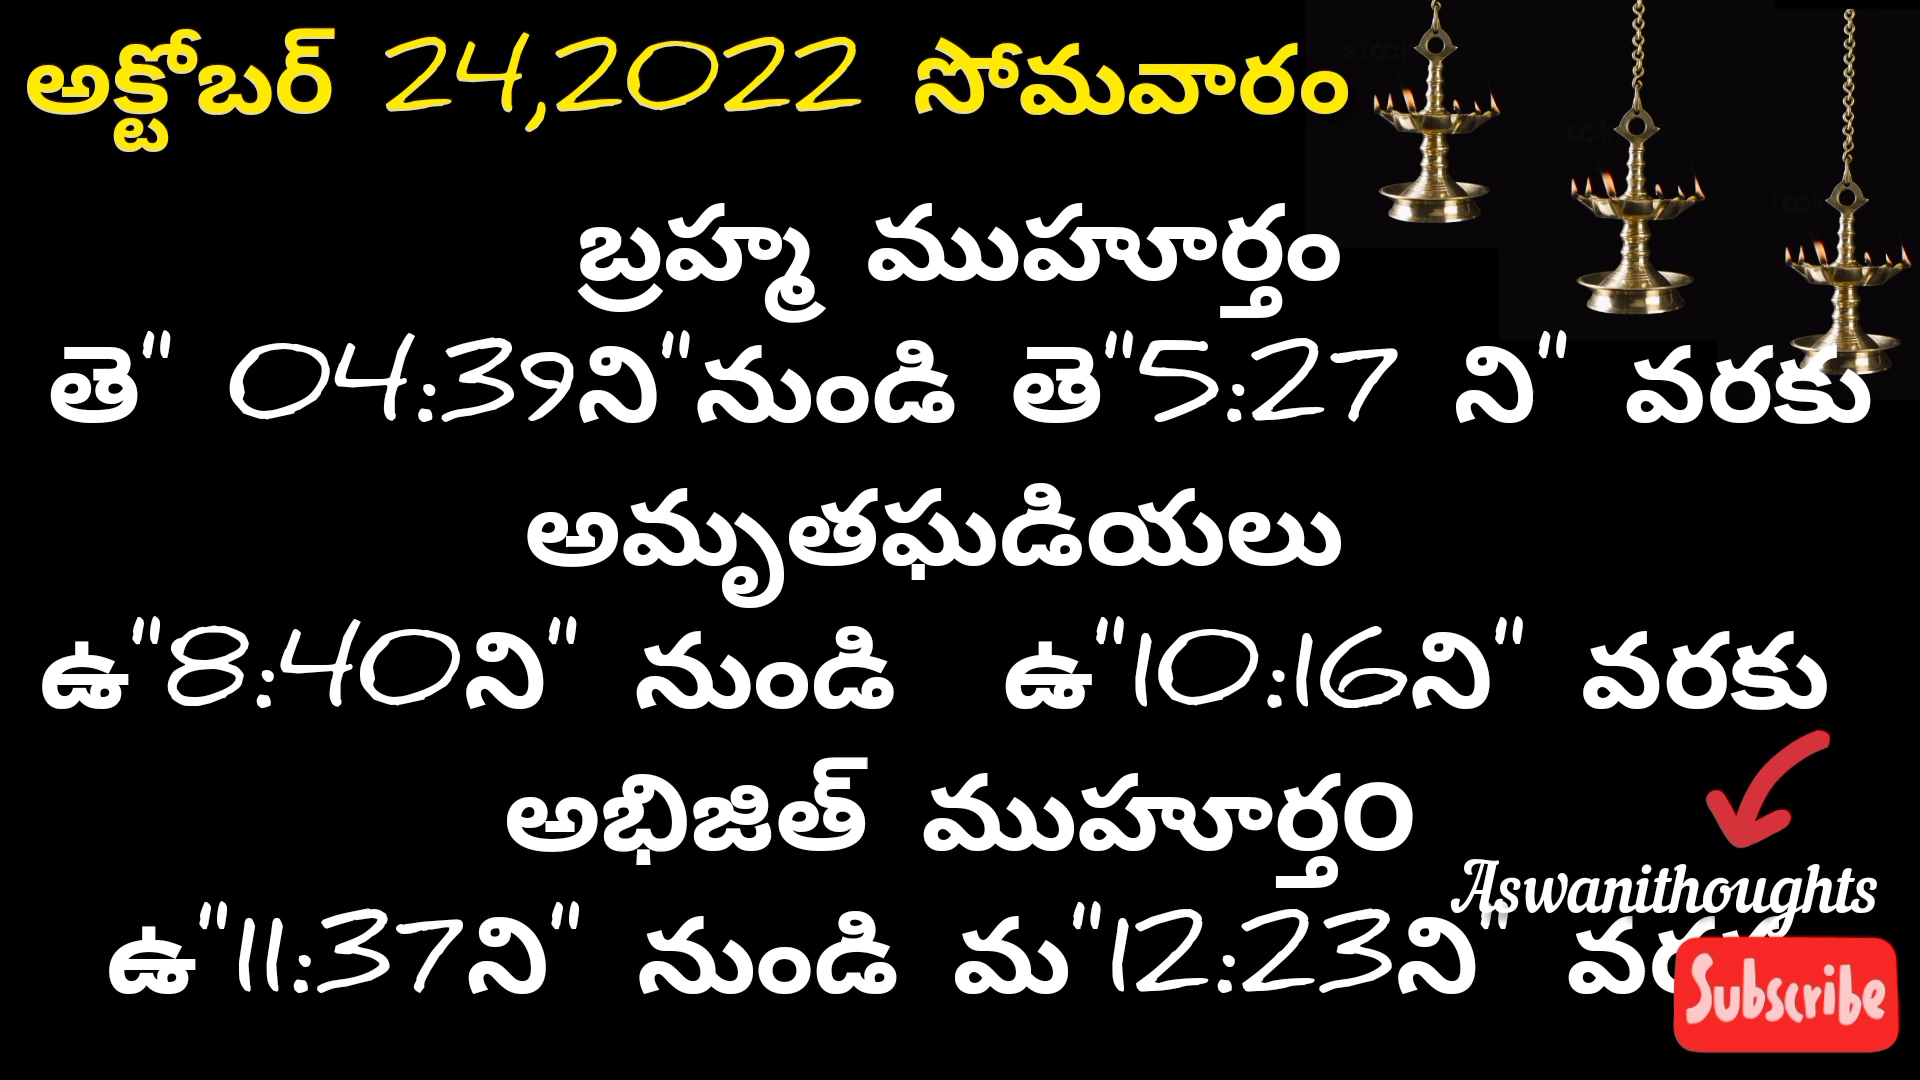 అక్టోబర్ 24,2022 సోమవారం
బ్రహ్మ ముహూర్తం
తె" 04:39ని"నుండి తె"5:27 ని" వరకు
అమృతఘడియలు
ఉ"8:40ని" నుండి ఉ"10:16ని" వరకు
అభిజిత్ ముహూర్తం
Aswanithoughts
ఉ"11:37ని" నుండి మ"12:23ని"
Subscribe